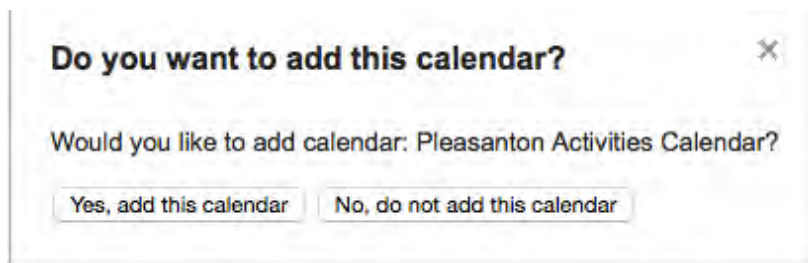 Do you want to add this calendar?
Would you like to add calendar: Pleasanton Activities Calendar?
Yes, add this calendar No, do not add this calendar